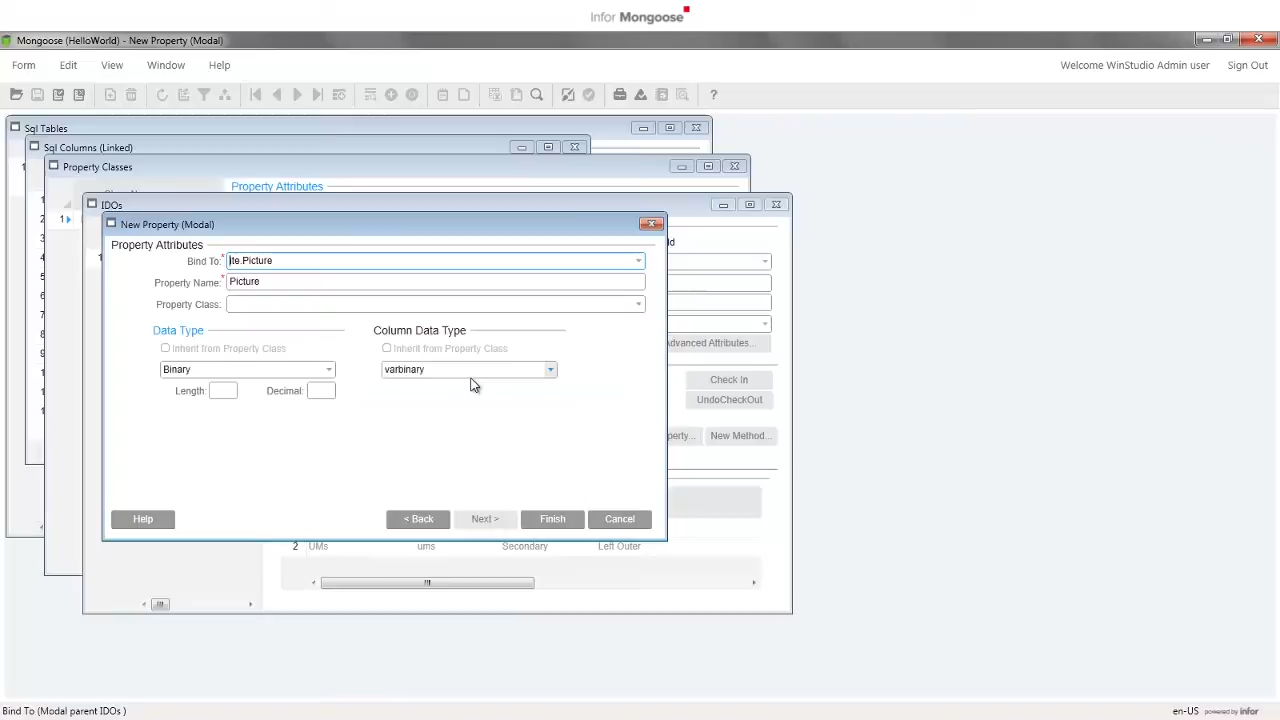 Infor Mongoose
Mongoose (HelloWorld) - New Property (Modal)
Form Edit View Window Help Welcome WinStudio Admin user Sign Out
Sql Tables
Sql Columns (Linked)
Property Classes
Property Attributes
IDOs
New Property (Modal)
Property Attributes
Bind To:* Ite.Picture
Property Name:* Picture
Property Class:
Data Type Column Data Type
Inherit from Property Class Inherit from Property Class
Advanced Attributes...
Binary varbinary
Length: Decimal:
Check In
UndoCheckOut
New Method...
Help < Back Next > Finish Cancel
2 UMs ums Secondary Left Outer
Bind To (Modal parent IDOs )
en-US powered by infor